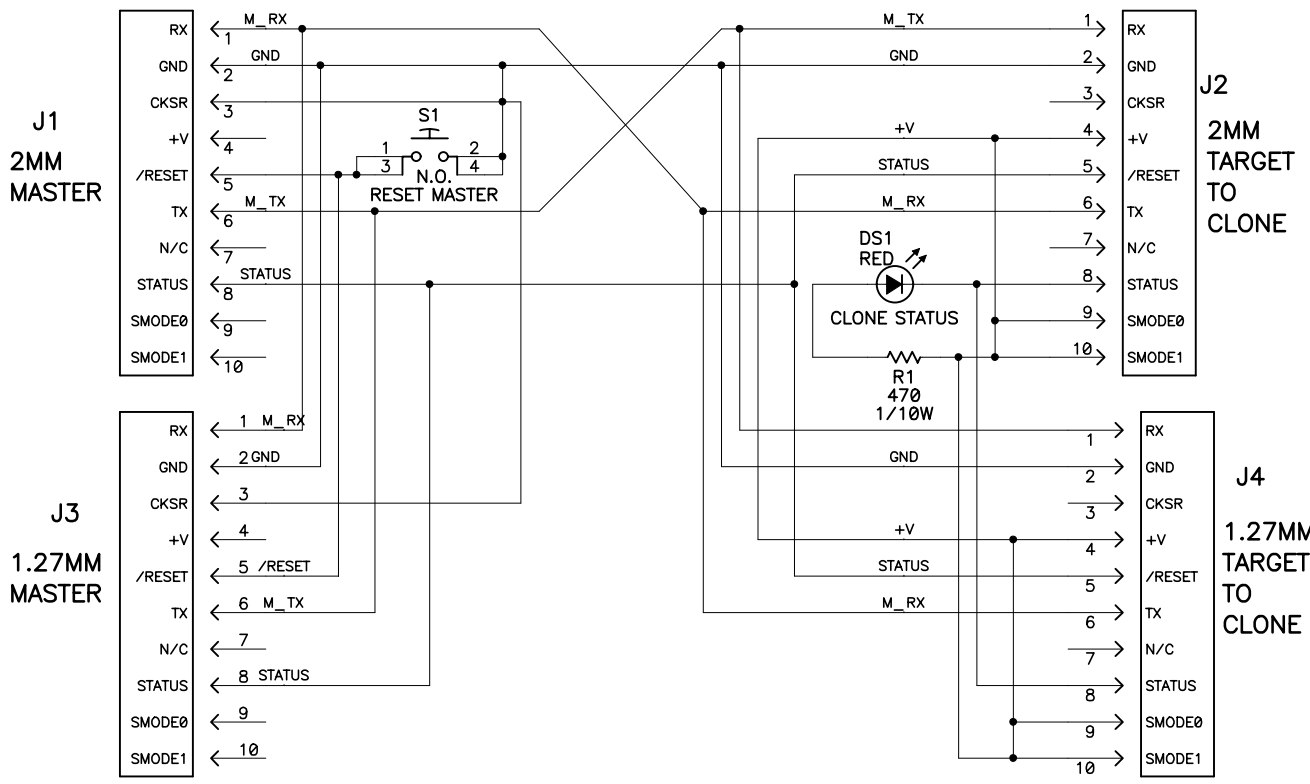 J1
2MM
MASTER
RX 1 M_RX
GND 2 GND
CKSR 3
+V 4
/RESET 5
TX 6 M_TX
N/C 7
STATUS 8 STATUS
SMODE0 9
SMODE1 10
S1
1 2
3 4
N.O.
RESET MASTER
J2
2MM
TARGET
TO
CLONE
M_TX 1 RX
GND 2 GND
3 CKSR
+V 4 +V
STATUS 5 /RESET
M_RX 6 TX
7 N/C
8 STATUS
9 SMODE0
10 SMODE1
DS1
RED
CLONE STATUS
R1
470
1/10W
J3
1.27MM
MASTER
RX 1 M_RX
GND 2 GND
CKSR 3
+V 4
/RESET 5 /RESET
TX 6 M_TX
N/C 7
STATUS 8 STATUS
SMODE0 9
SMODE1 10
J4
1.27MM
TARGET
TO
CLONE
1 RX
GND 2 GND
3 CKSR
+V 4 +V
STATUS 5 /RESET
M_RX 6 TX
7 N/C
8 STATUS
9 SMODE0
10 SMODE1